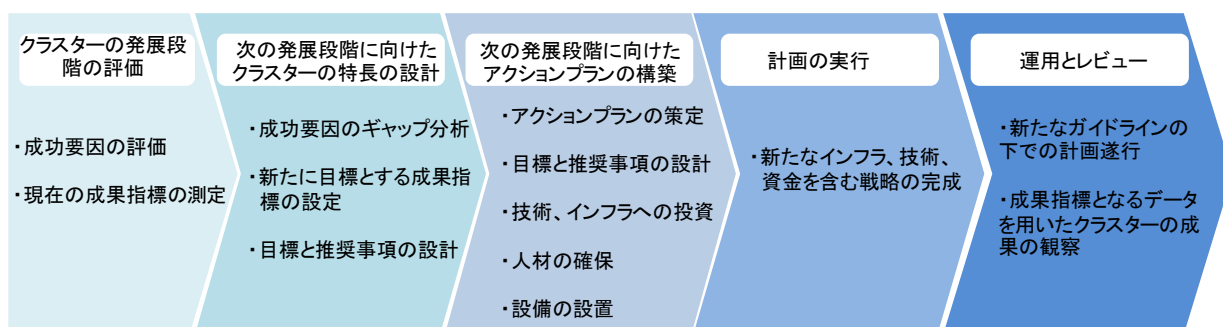 クラスターの発展段
階の評価
・成功要因の評価
・現在の成果指標の測定
次の発展段階に向けた
クラスターの特長の設計
・成功要因のギャップ分析
・新たに目標とする成果指
標の設定
・目標と推奨事項の設計
次の発展段階に向けた
アクションプランの構築
・アクションプランの策定
・目標と推奨事項の設計
・技術、インフラへの投資
・人材の確保
・設備の設置
計画の実行
・新たなインフラ、技術、
資金を含む戦略の完成
運用とレビュー
・新たなガイドラインの
下での計画遂行
・成果指標となるデータ
を用いたクラスターの成
果の観察